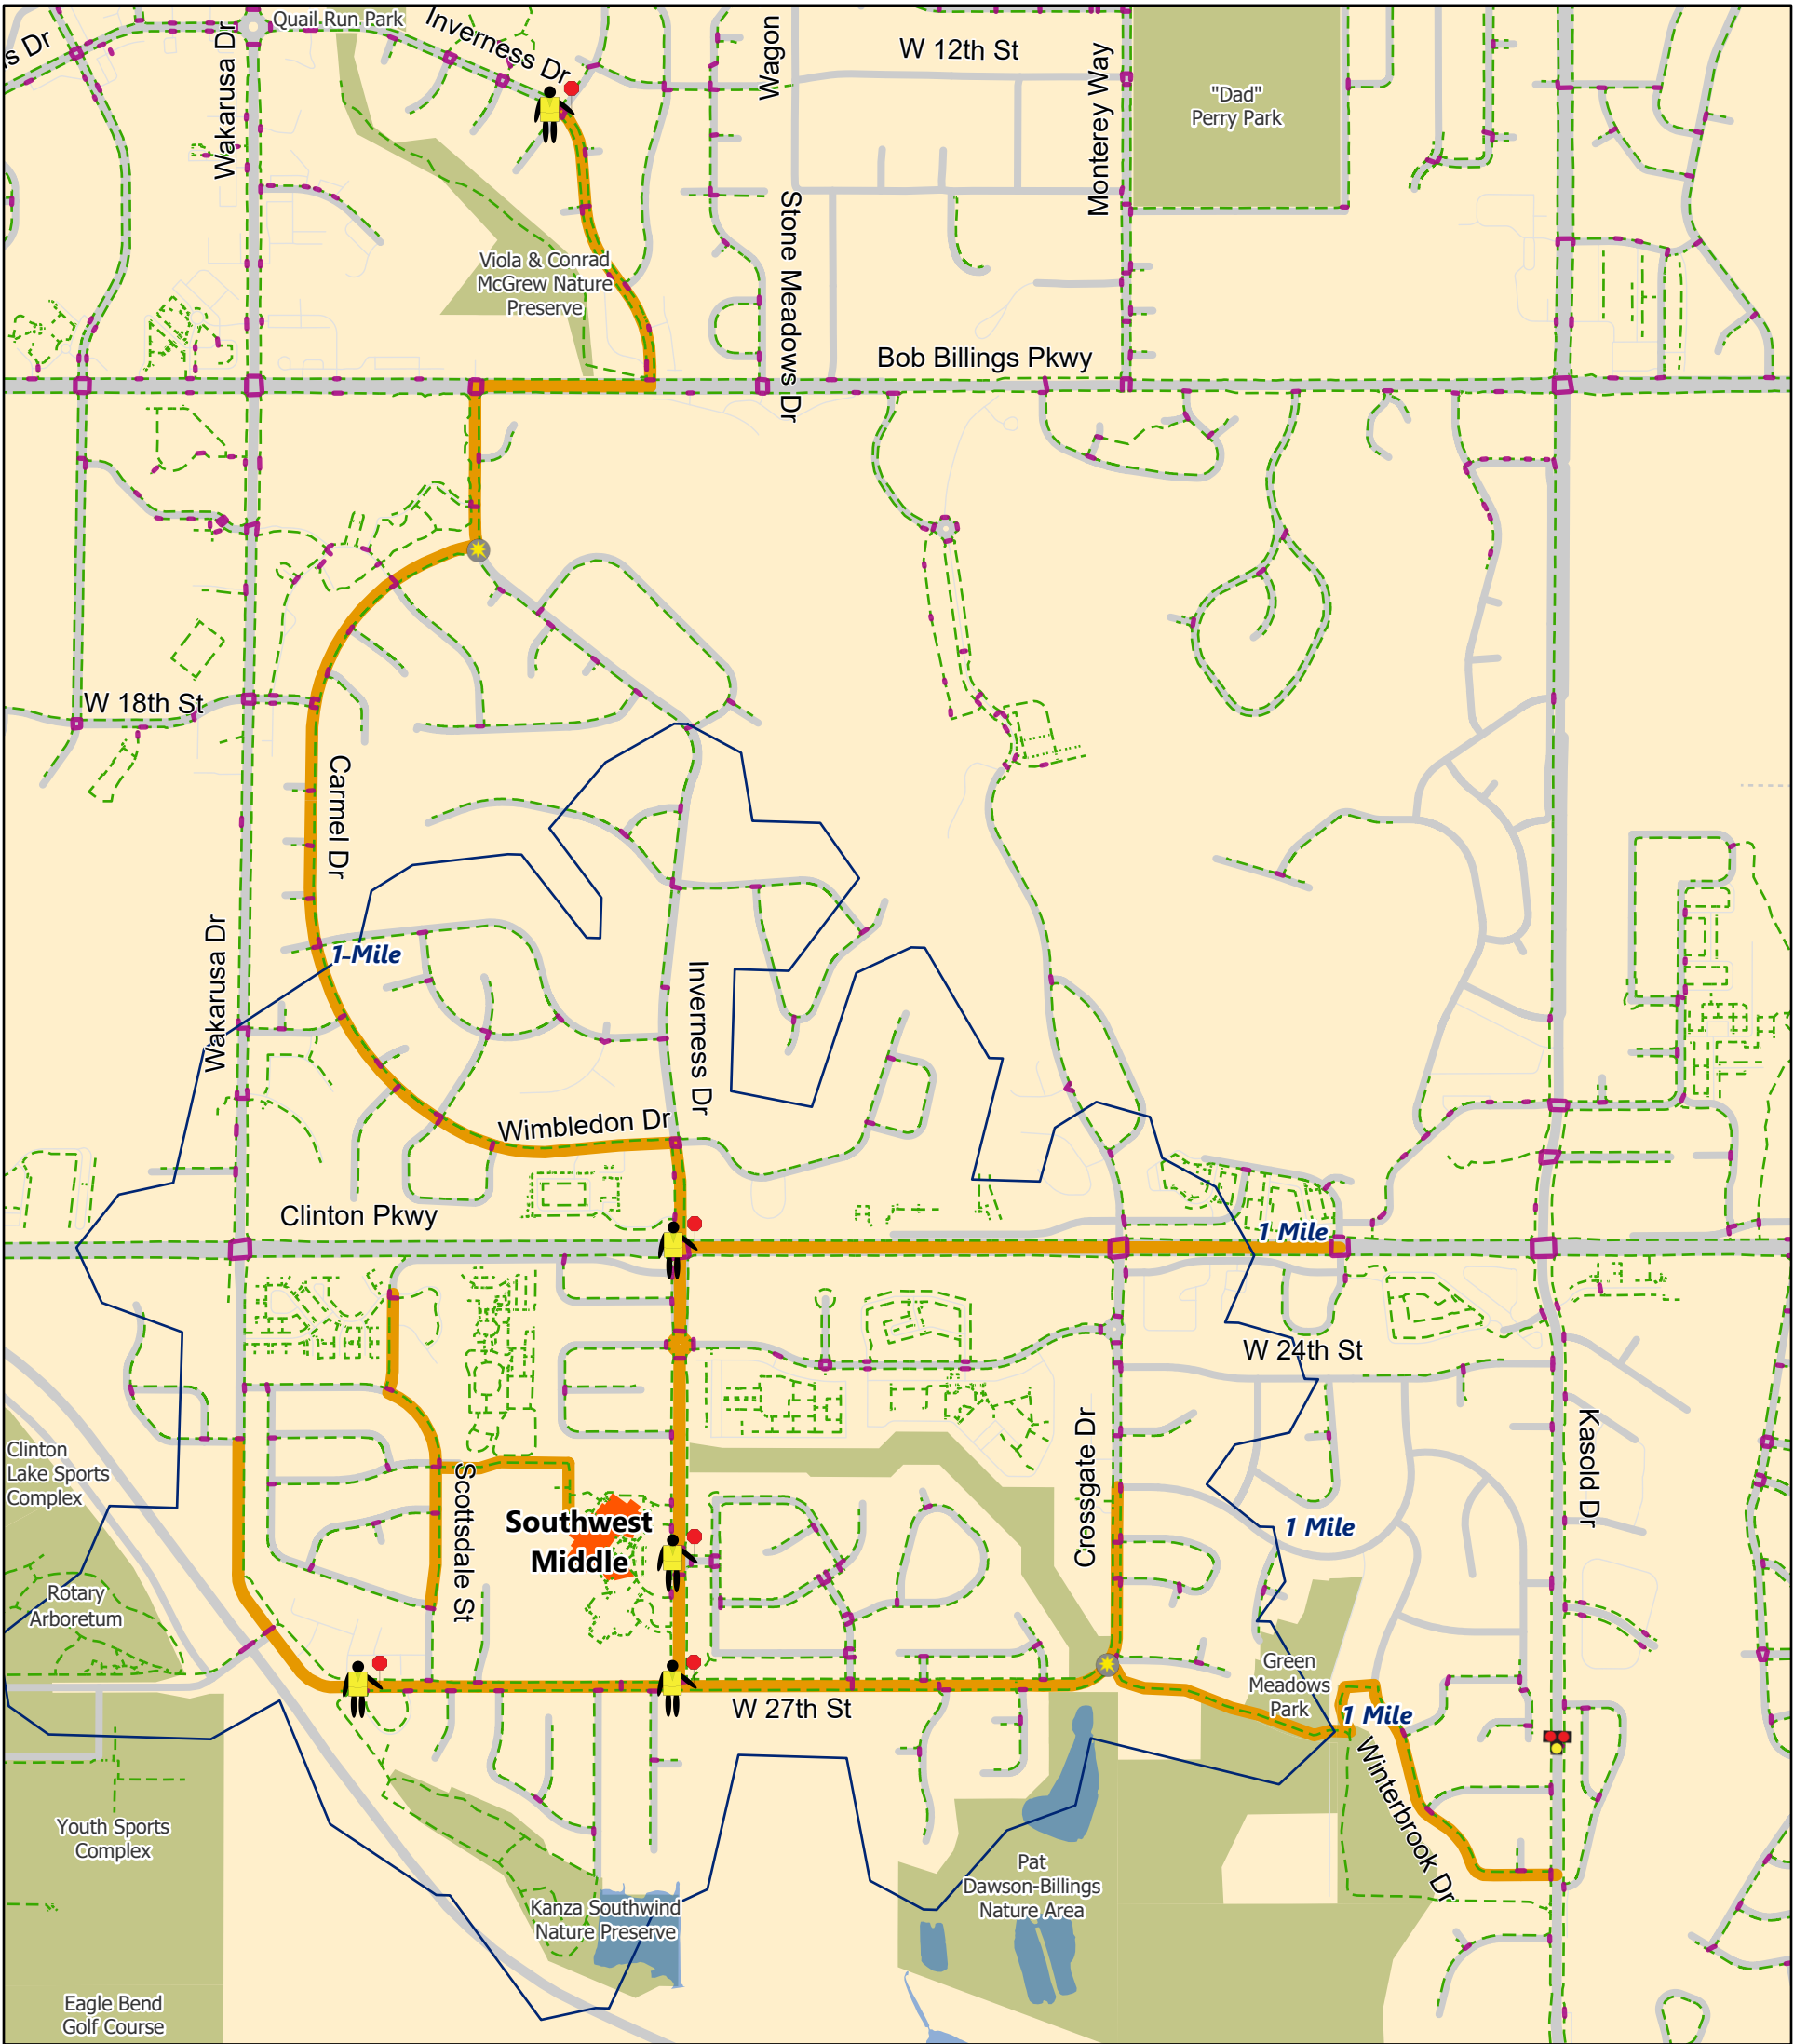 Quail Run Park
Inverness Dr
s Dr
Wakarusa Dr
Wagon
W 12th St
Monterey Way
"Dad"
Perry Park
Stone Meadows Dr
Viola & Conrad
McGrew Nature
Preserve
Bob Billings Pkwy
W 18th St
Carmel Dr
1-Mile
Wakarusa Dr
Inverness Dr
Wimbledon Dr
Clinton Pkwy
1 Mile
W 24th St
Crossgate Dr
Kasold Dr
Clinton
Lake Sports
Complex
Scottsdale St
Southwest
Middle
1 Mile
Rotary
Arboretum
Green
Meadows
Park
W 27th St
1 Mile
Winterbrook Dr
Youth Sports
Complex
Pat
Dawson-Billings
Nature Area
Kanza Southwind
Nature Preserve
Eagle Bend
Golf Course